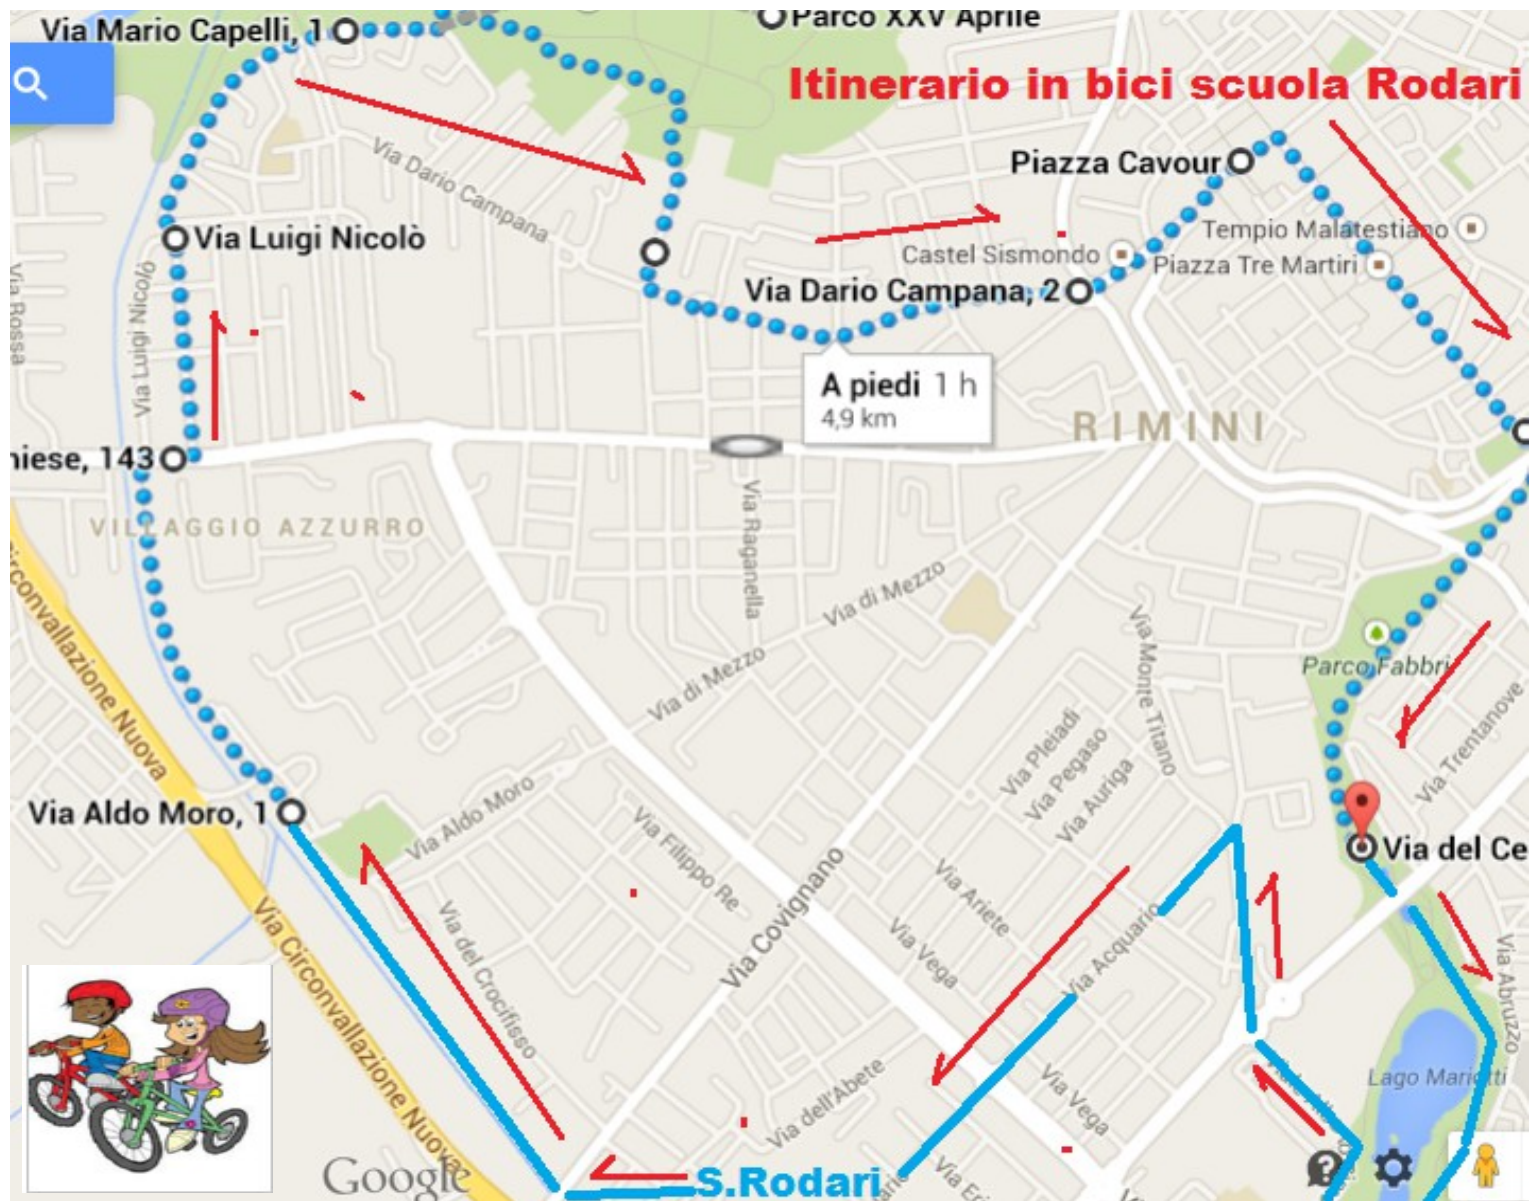 Via Mario Capelli, 1
Parco XXV Aprile
Itinerario in bici scuola Rodari
Via Dario Campana
Piazza Cavour
Via Luigi Nicolò
Tempio Malatestiano
Castel Sismondo
Piazza Tre Martiri
Via Rossa
Via Luigi Nicolò
Via Dario Campana, 2
A piedi 1 h
4,9 km
RIMINI
niese, 143
VILLAGGIO AZZURRO
Via Raganella
Via di Mezzo
Circonvallazione Nuova
Via Monte Titano
Parco Fabbri
Via di Mezzo
Via Pleiadi
Via Pegaso
Via Auriga
Via Trentanove
Via Aldo Moro, 1
Via Aldo Moro
Via Filippo Re
Via del Ce
Via Covignano
Via Ariete
Via Vega
Via Acquario
Via del Crocifisso
Via Circonvallazione Nuova
Via Abruzzo
Lago Mariotti
Via dell'Abete
Via Vega
Google
S.Rodari